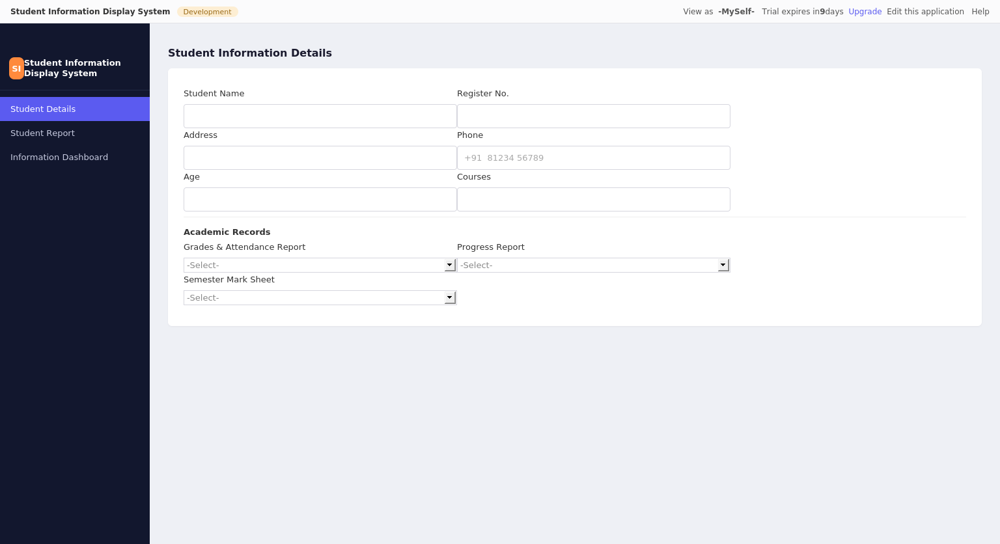 Student Information Display System Development View as -MySelf- Trial expires in9days Upgrade Edit this application Help
SI Student Information
Display System
Student Details
Student Report
Information Dashboard
Student Information Details
Student Name Register No.
Address Phone
+91 81234 56789
Age Courses
Academic Records
Grades & Attendance Report Progress Report
-Select- -Select-
Semester Mark Sheet
-Select-